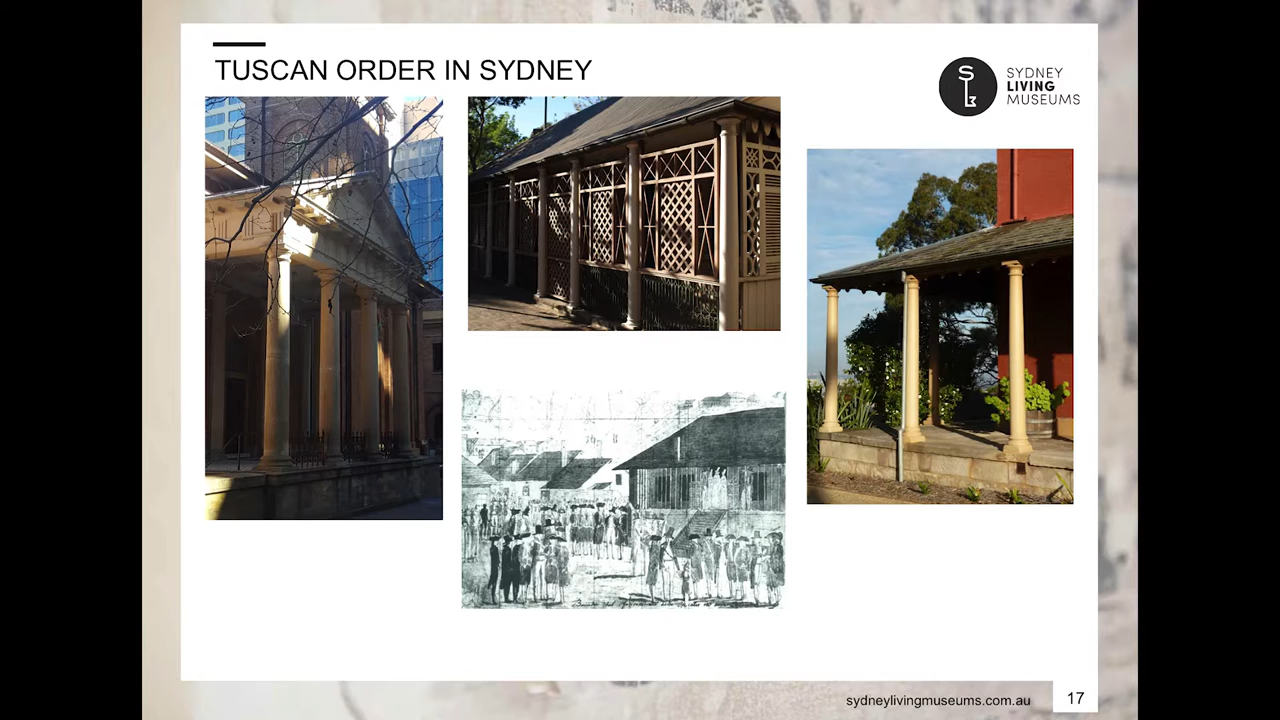 TUSCAN ORDER IN SYDNEY
SYDNEY
LIVING
MUSEUMS
sydneylivingmuseums.com.au
17